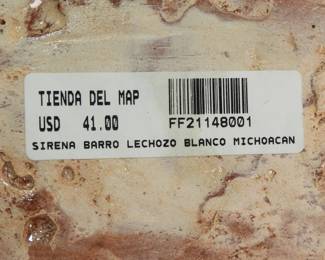 TIENDA DEL MAP
USD 41.00 FF21148001
SIRENA BARRO LECHOZO BLANCO MICHOACAN